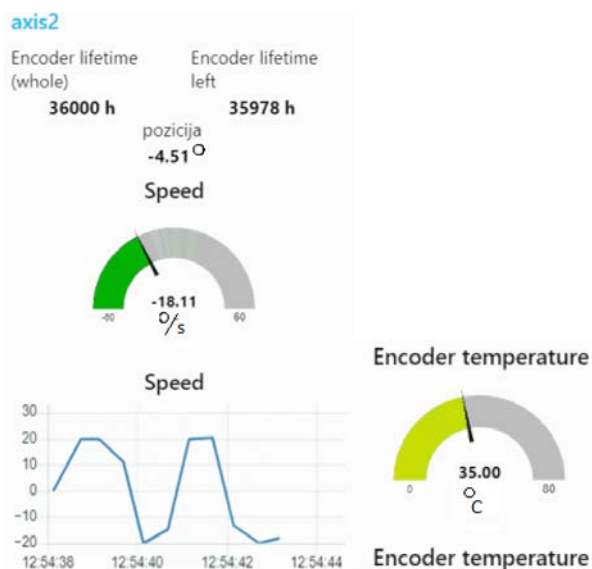 axis2
Encoder lifetime (whole)
36000 h
Encoder lifetime left
35978 h
pozicija
-4.51 °
Speed
-18.11
°/s
-60
60
Speed
30
20
10
0
-10
-20
12:54:38
12:54:40
12:54:42
12:54:44
Encoder temperature
35.00
°C
0
80
Encoder temperature